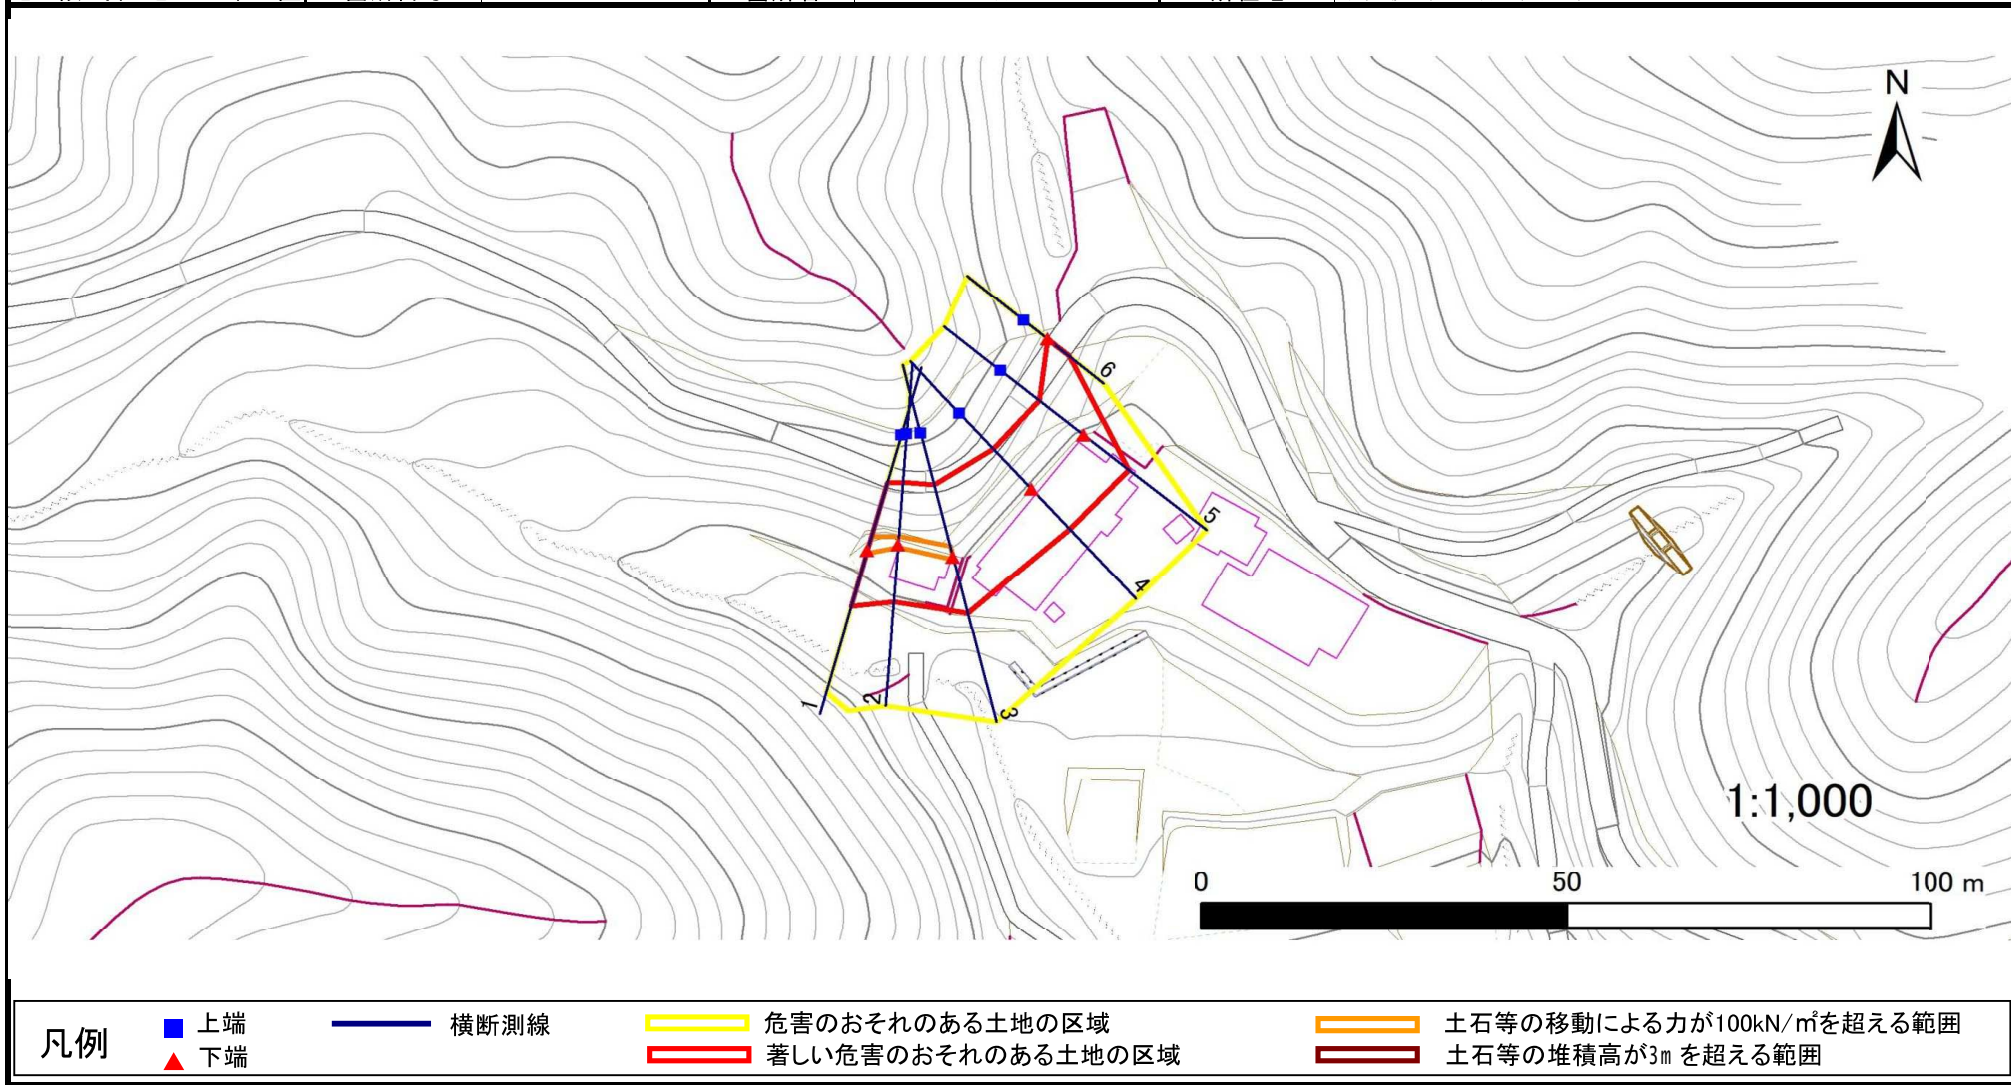 N
6
5
4
3
2
1
1:1,000
0 50 100 m
凡例
上端
下端
横断測線
危害のおそれのある土地の区域
著しい危害のおそれのある土地の区域
土石等の移動による力が100kN/㎡を超える範囲
土石等の堆積高が3mを超える範囲